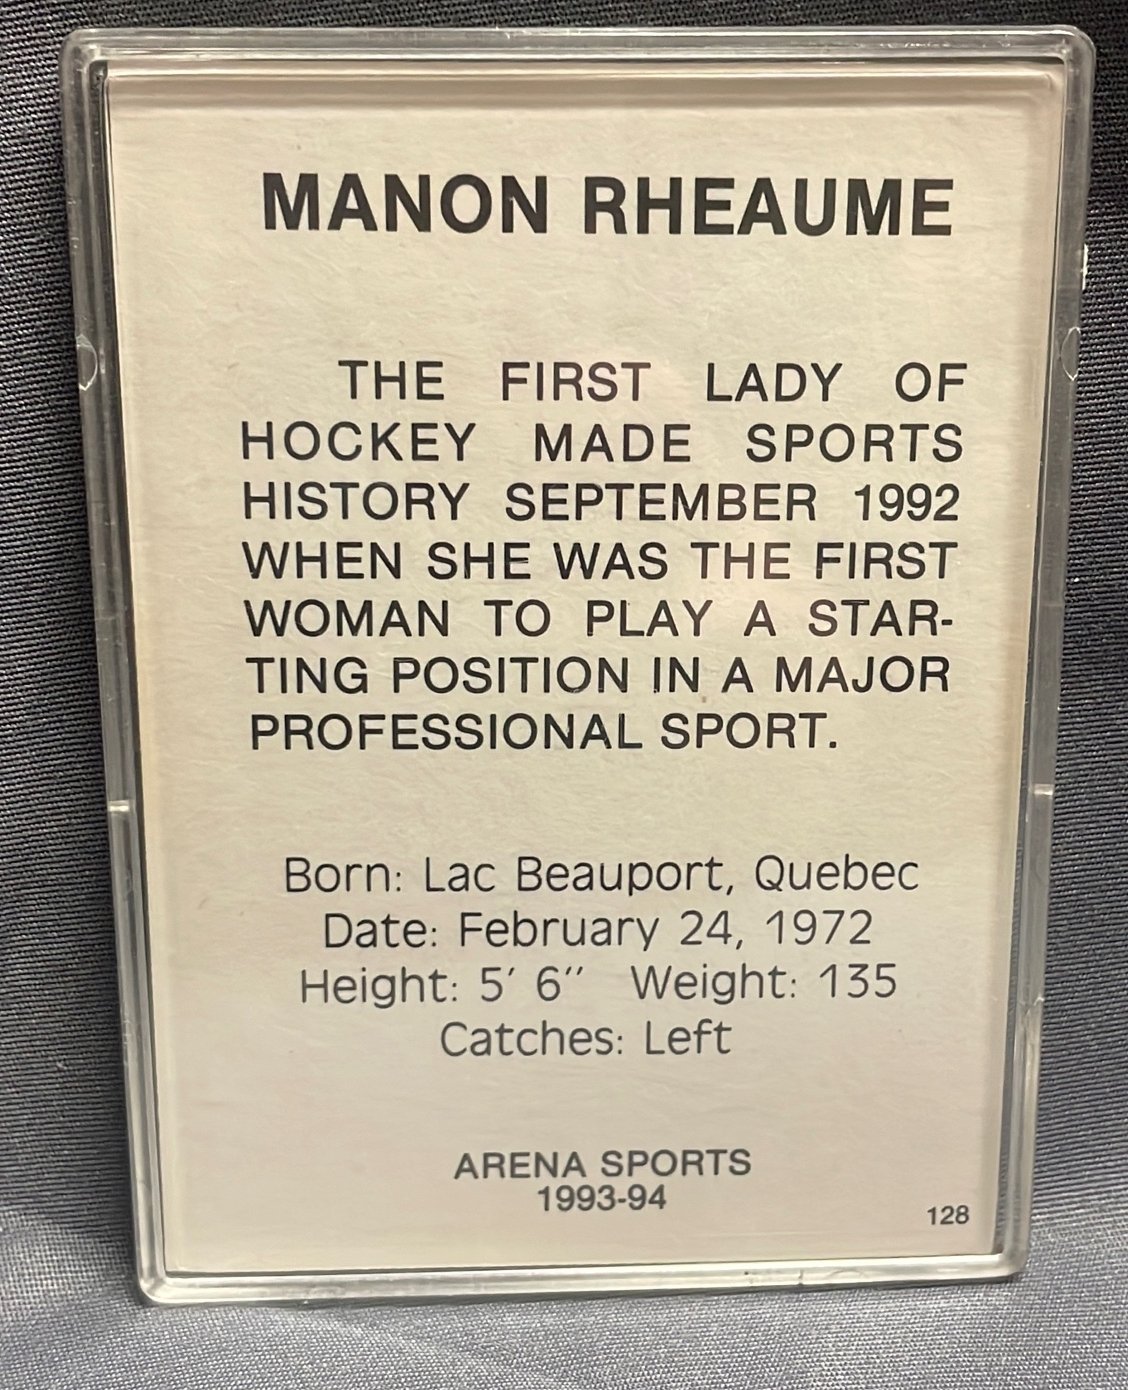 MANON RHEAUME
THE FIRST LADY OF
HOCKEY MADE SPORTS
HISTORY SEPTEMBER 1992
WHEN SHE WAS THE FIRST
WOMAN TO PLAY A STAR-
TING POSITION IN A MAJOR
PROFESSIONAL SPORT.
Born: Lac Beauport, Quebec
Date: February 24, 1972
Height: 5′ 6″ Weight: 135
Catches: Left
ARENA SPORTS
1993-94
128